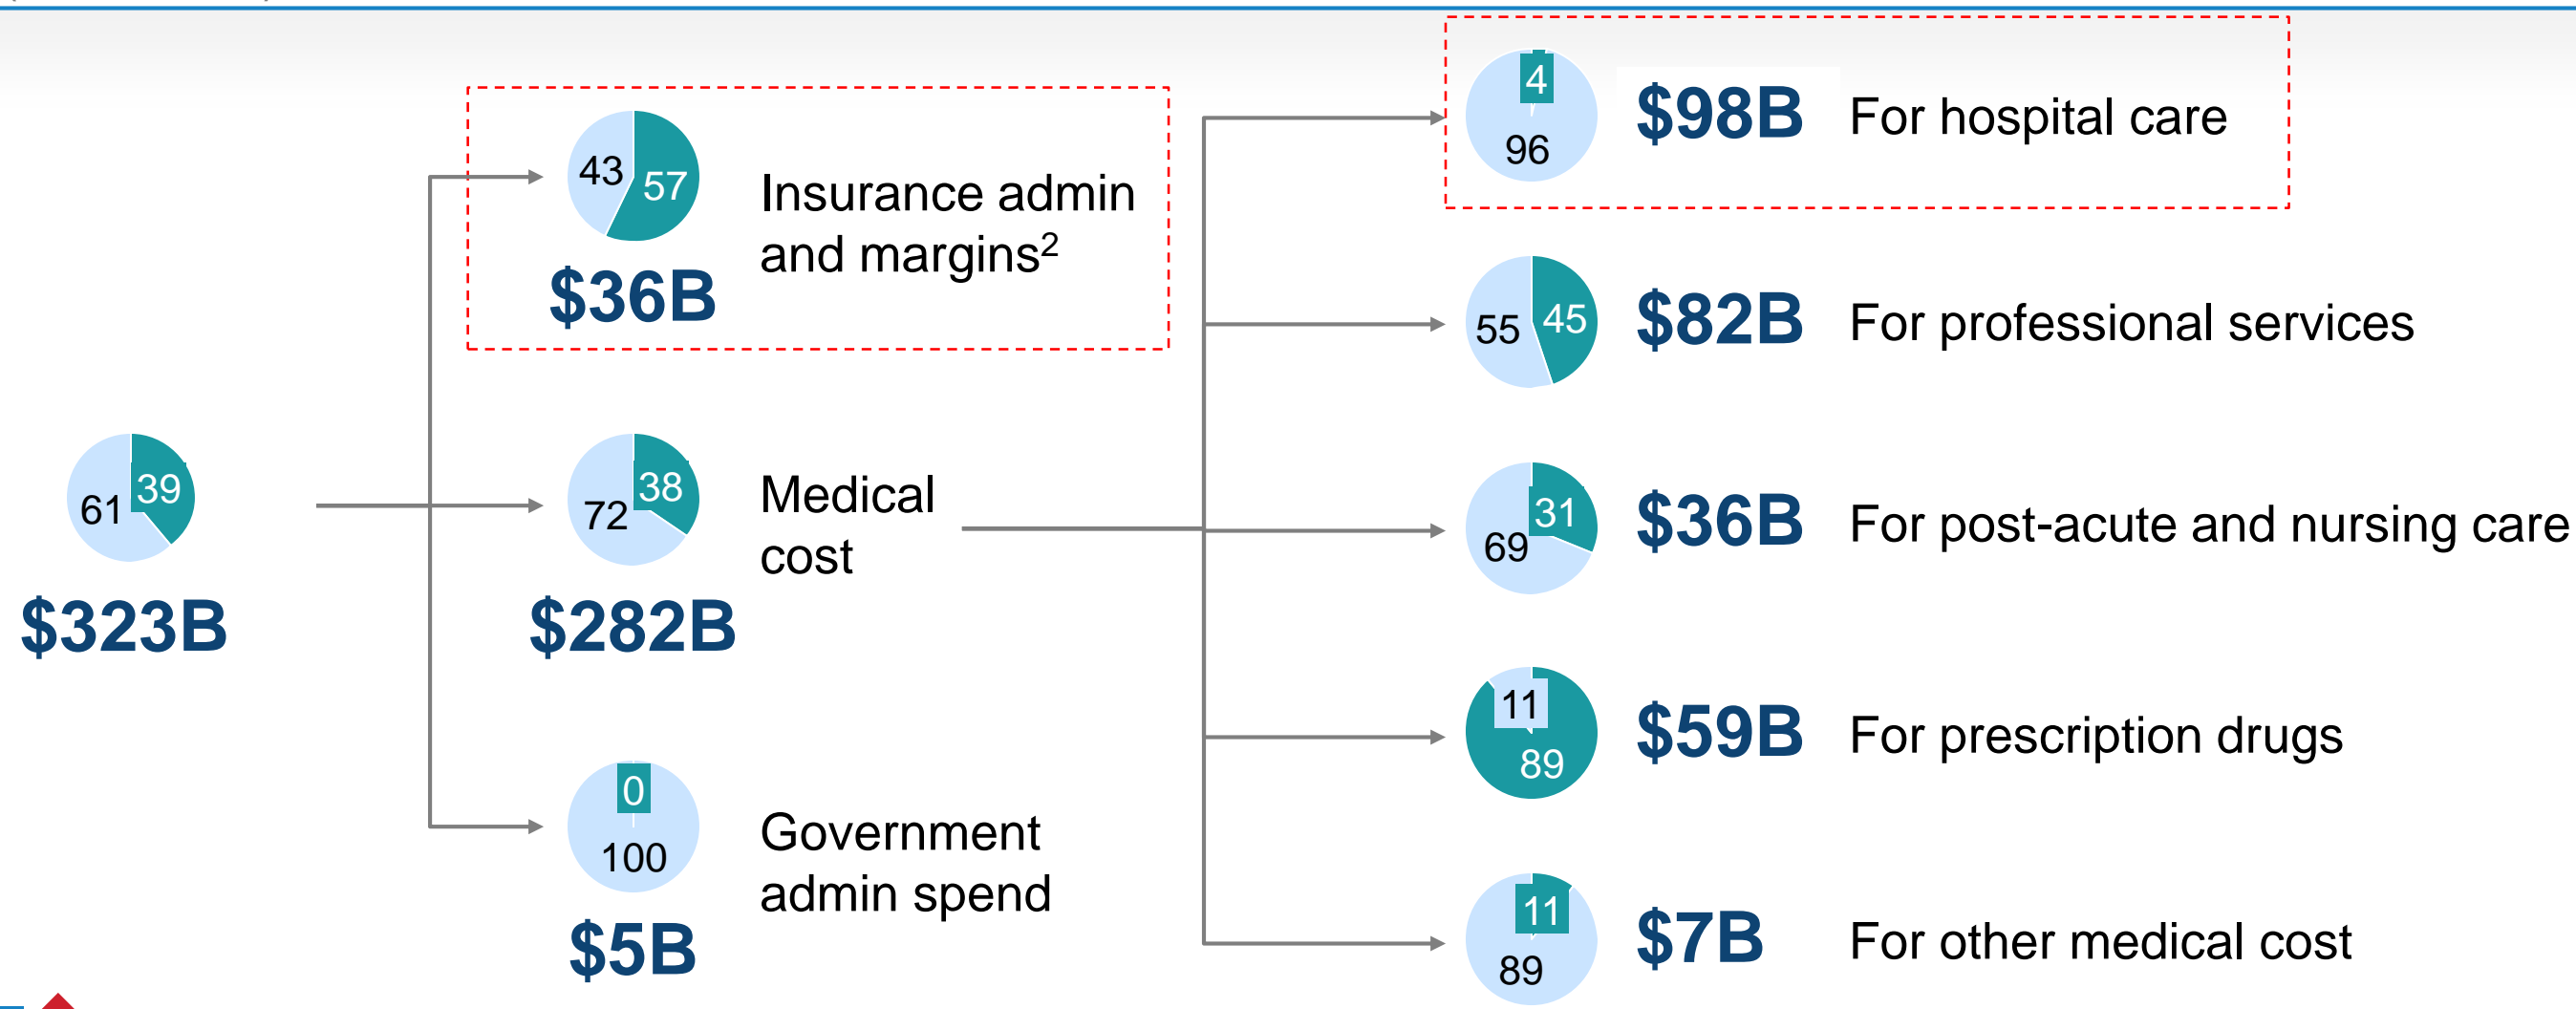 43
57
$36B
Insurance admin
and margins²
61
39
$323B
72
38
$282B
Medical
cost
0
100
$5B
Government
admin spend
4
96
$98B
For hospital care
55
45
$82B
For professional services
31
69
$36B
For post-acute and nursing care
11
89
$59B
For prescription drugs
11
89
$7B
For other medical cost